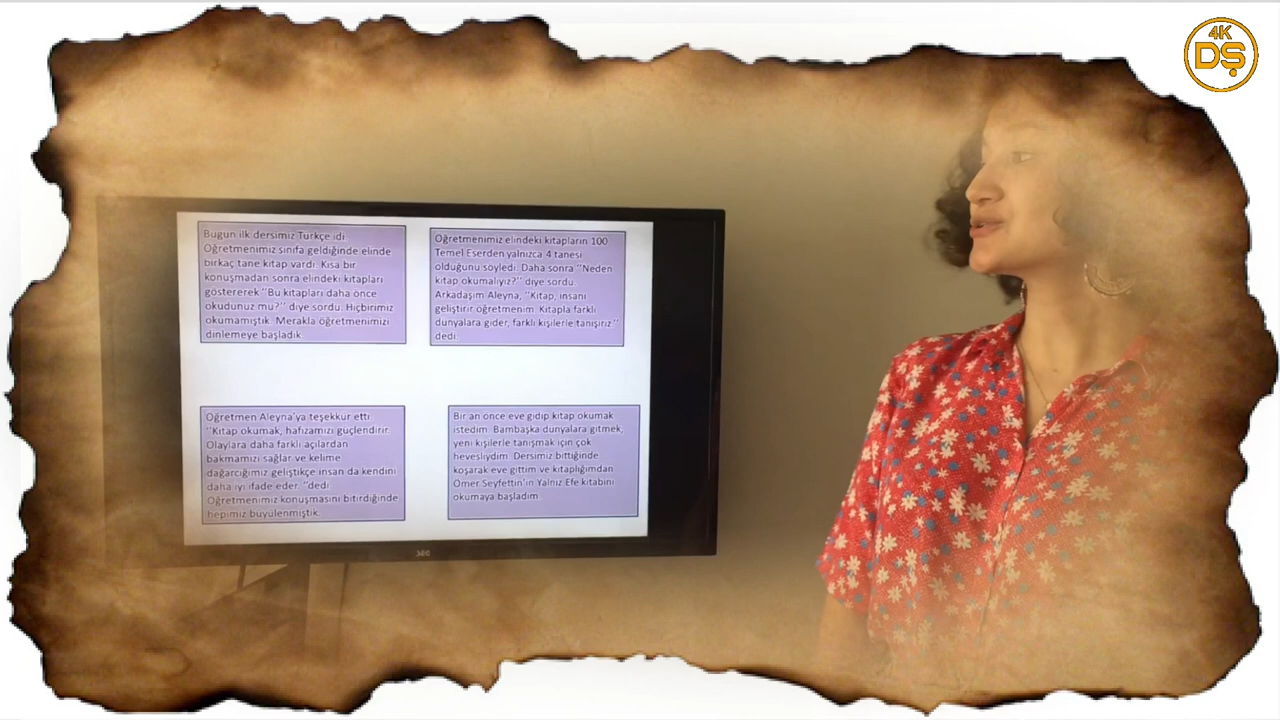 4K
DŞ
Bugün ilk dersimiz Türkçe idi.
Öğretmenimiz sınıfa geldiğinde elinde
birkaç tane kitap vardı. Kısa bir
konuşmadan sonra elindeki kitapları
göstererek ''Bu kitapları daha önce
okudunuz mu?'' diye sordu. Hiçbirimiz
okumamıştık. Merakla öğretmenimizi
dinlemeye başladık.
Öğretmenimiz elindeki kitapların 100
Temel Eserden yalnızca 4 tanesi
olduğunu söyledi. Daha sonra ''Neden
kitap okumalıyız?'' diye sordu.
Arkadaşım Aleyna, ''Kitap, insanı
geliştirir öğretmenim. Kitapla farklı
dünyalara gider, farklı kişilerle tanışırız.''
dedi.
Öğretmen Aleyna'ya teşekkür etti.
''Kitap okumak, hafızamızı güçlendirir.
Olaylara daha farklı açılardan
bakmamızı sağlar ve kelime
dağarcığımız geliştikçe insan da kendini
daha iyi ifade eder. ''dedi.
Öğretmenimiz konuşmasını bitirdiğinde
hepimiz büyülenmiştik.
Bir an önce eve gidip kitap okumak
istedim. Bambaşka dünyalara gitmek,
yeni kişilerle tanışmak için çok
hevesliydim. Dersimiz bittiğinde
koşarak eve gittim ve kitaplığımdan
Ömer Seyfettin'in Yalnız Efe kitabını
okumaya başladım.
SEG